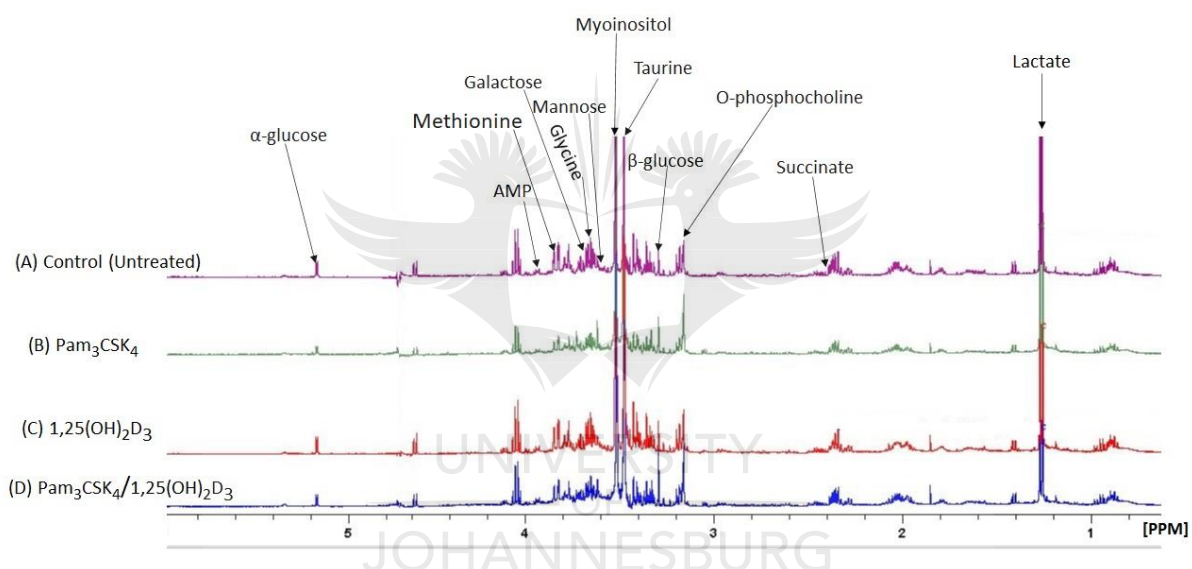 Myoinositol
Taurine
Lactate
Galactose
Mannose
O-phosphocholine
Methionine
Glycine
α-glucose
β-glucose
Succinate
AMP
(A) Control (Untreated)
(B) Pam₃CSK₄
(C) 1,25(OH)₂D₃
(D) Pam₃CSK₄/1,25(OH)₂D₃
5 4 3 2 1 [PPM]
UNIVERSITY
OF
JOHANNESBURG